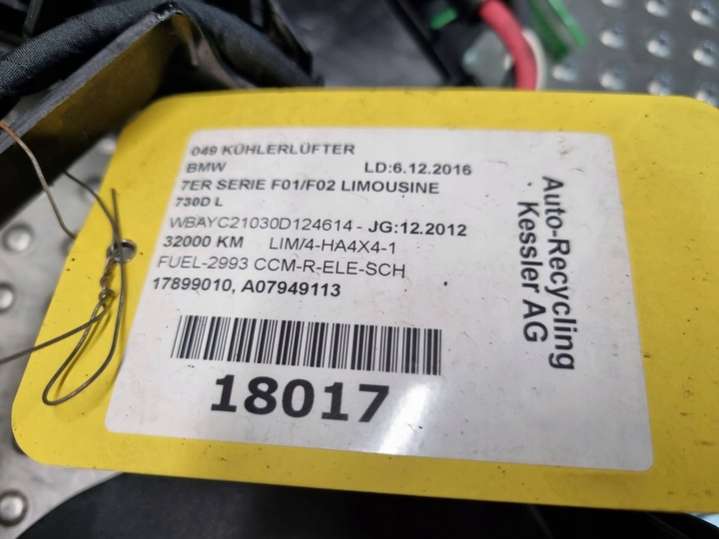 049 KÜHLERLÜFTER
BMW LD:6.12.2016
7ER SERIE F01/F02 LIMOUSINE
730D L
WBAYC21030D124614 - JG:12.2012
32000 KM LIM/4-HA4X4-1
FUEL-2993 CCM-R-ELE-SCH
17899010, A07949113
18017
Auto-Recycling
Kessler AG